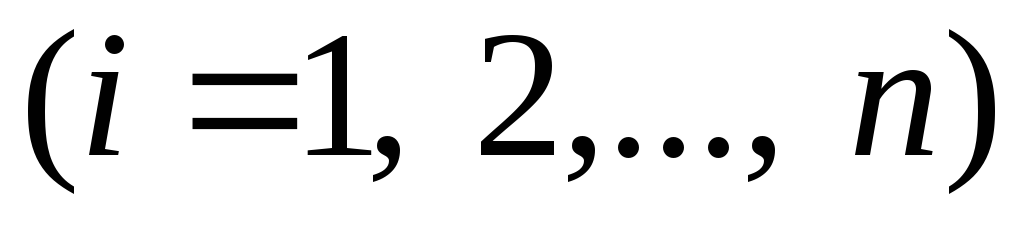 (i =1, 2,..., n)